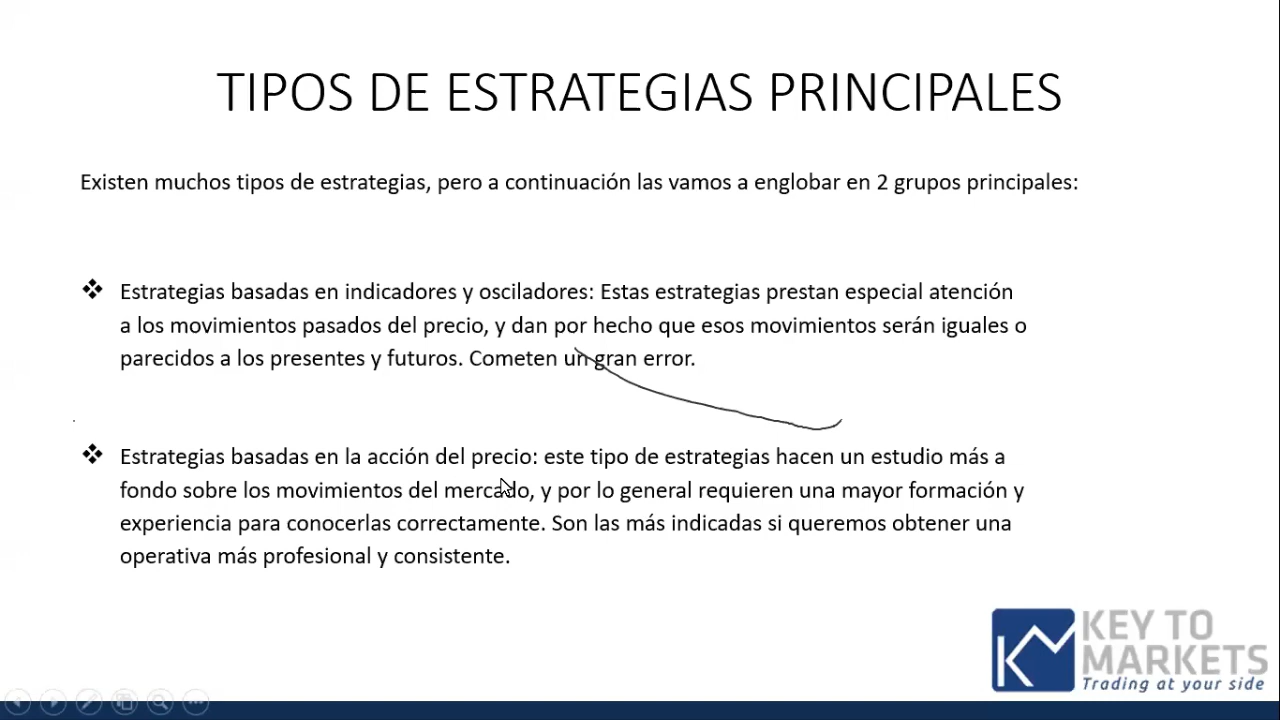 TIPOS DE ESTRATEGIAS PRINCIPALES
Existen muchos tipos de estrategias, pero a continuación las vamos a englobar en 2 grupos principales:
❖ Estrategias basadas en indicadores y osciladores: Estas estrategias prestan especial atención
a los movimientos pasados del precio, y dan por hecho que esos movimientos serán iguales o
parecidos a los presentes y futuros. Cometen un gran error.
❖ Estrategias basadas en la acción del precio: este tipo de estrategias hacen un estudio más a
fondo sobre los movimientos del mercado, y por lo general requieren una mayor formación y
experiencia para conocerlas correctamente. Son las más indicadas si queremos obtener una
operativa más profesional y consistente.
KEY TO
MARKETS
Trading at your side